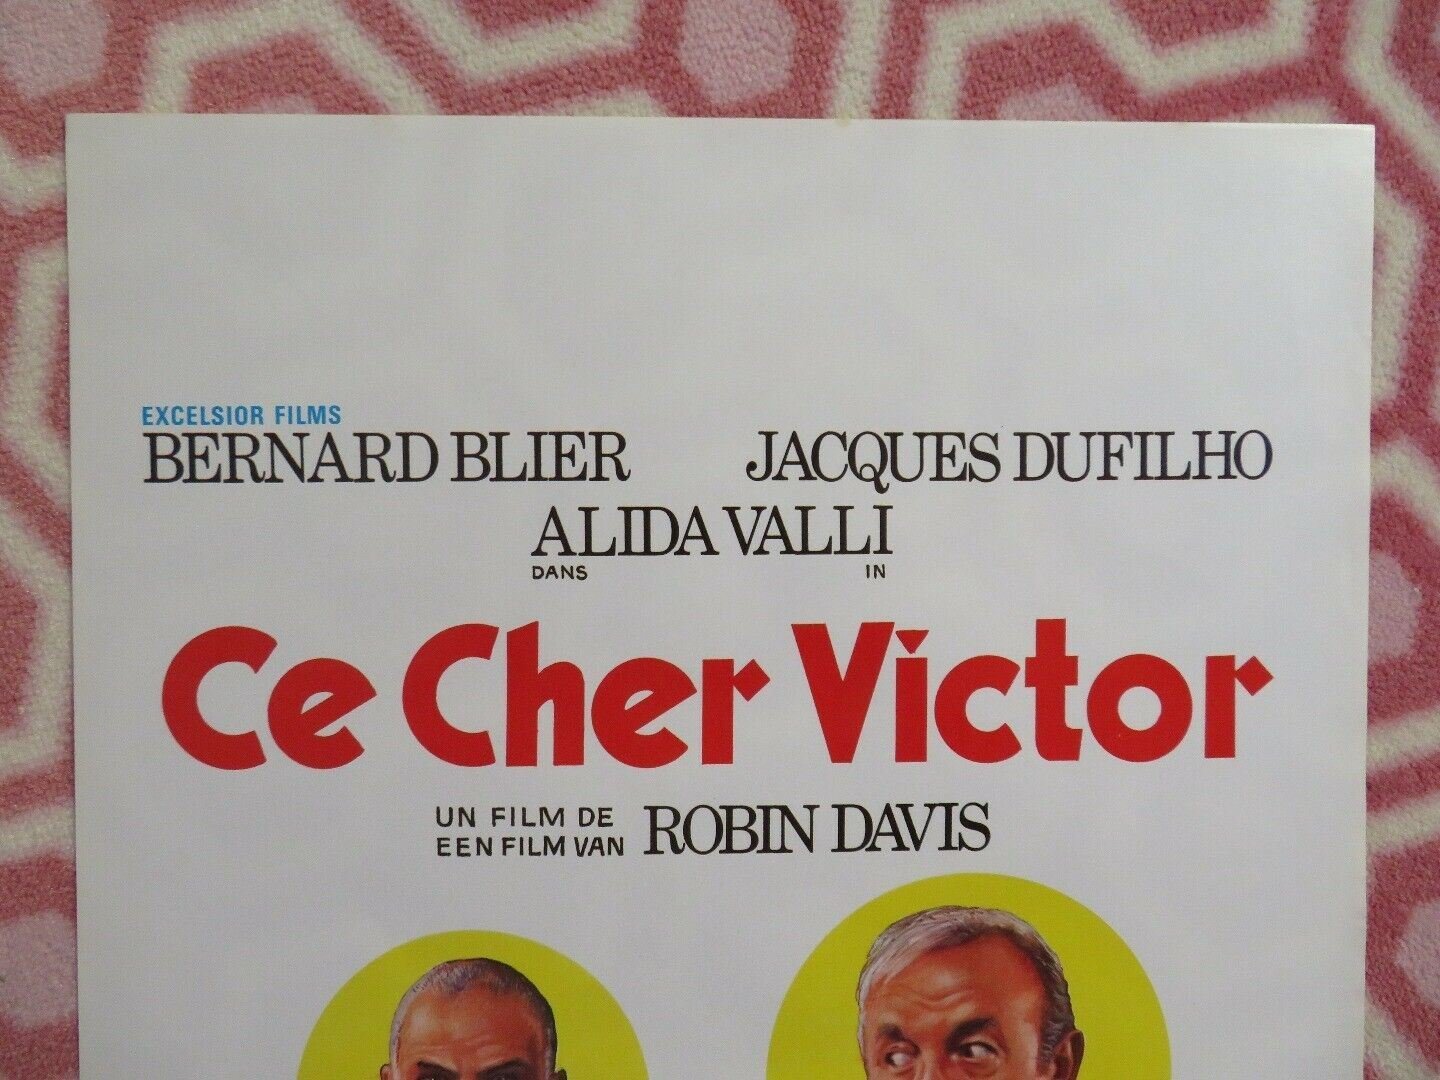 EXCELSIOR FILMS
BERNARD BLIER JACQUES DUFILHO
ALIDA VALLI
DANS IN
Ce Cher Victor
UN FILM DE
EEN FILM VAN ROBIN DAVIS